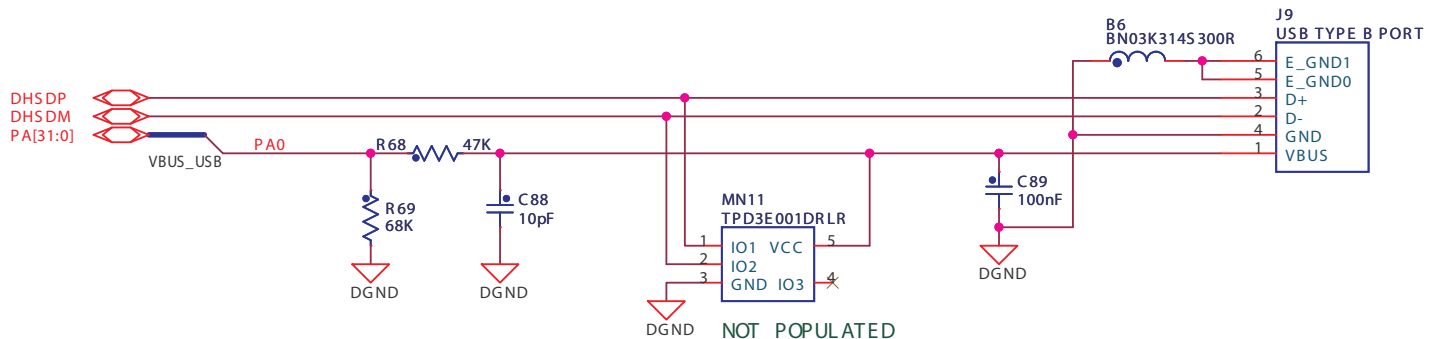 J9
USB TYPE B PORT
B6
BN03K314S300R
6
E_GND1
5
E_GND0
DHSDP
3
D+
DHSDM
2
D-
PA[31:0]
4
GND
VBUS_USB
PA0
R68
47K
1
VBUS
R69
68K
C88
10pF
C89
100nF
MN11
TPD3E001DRLR
1
IO1
VCC
5
2
IO2
3
GND
IO3
4
DGND
DGND
DGND
DGND
NOT POPULATED